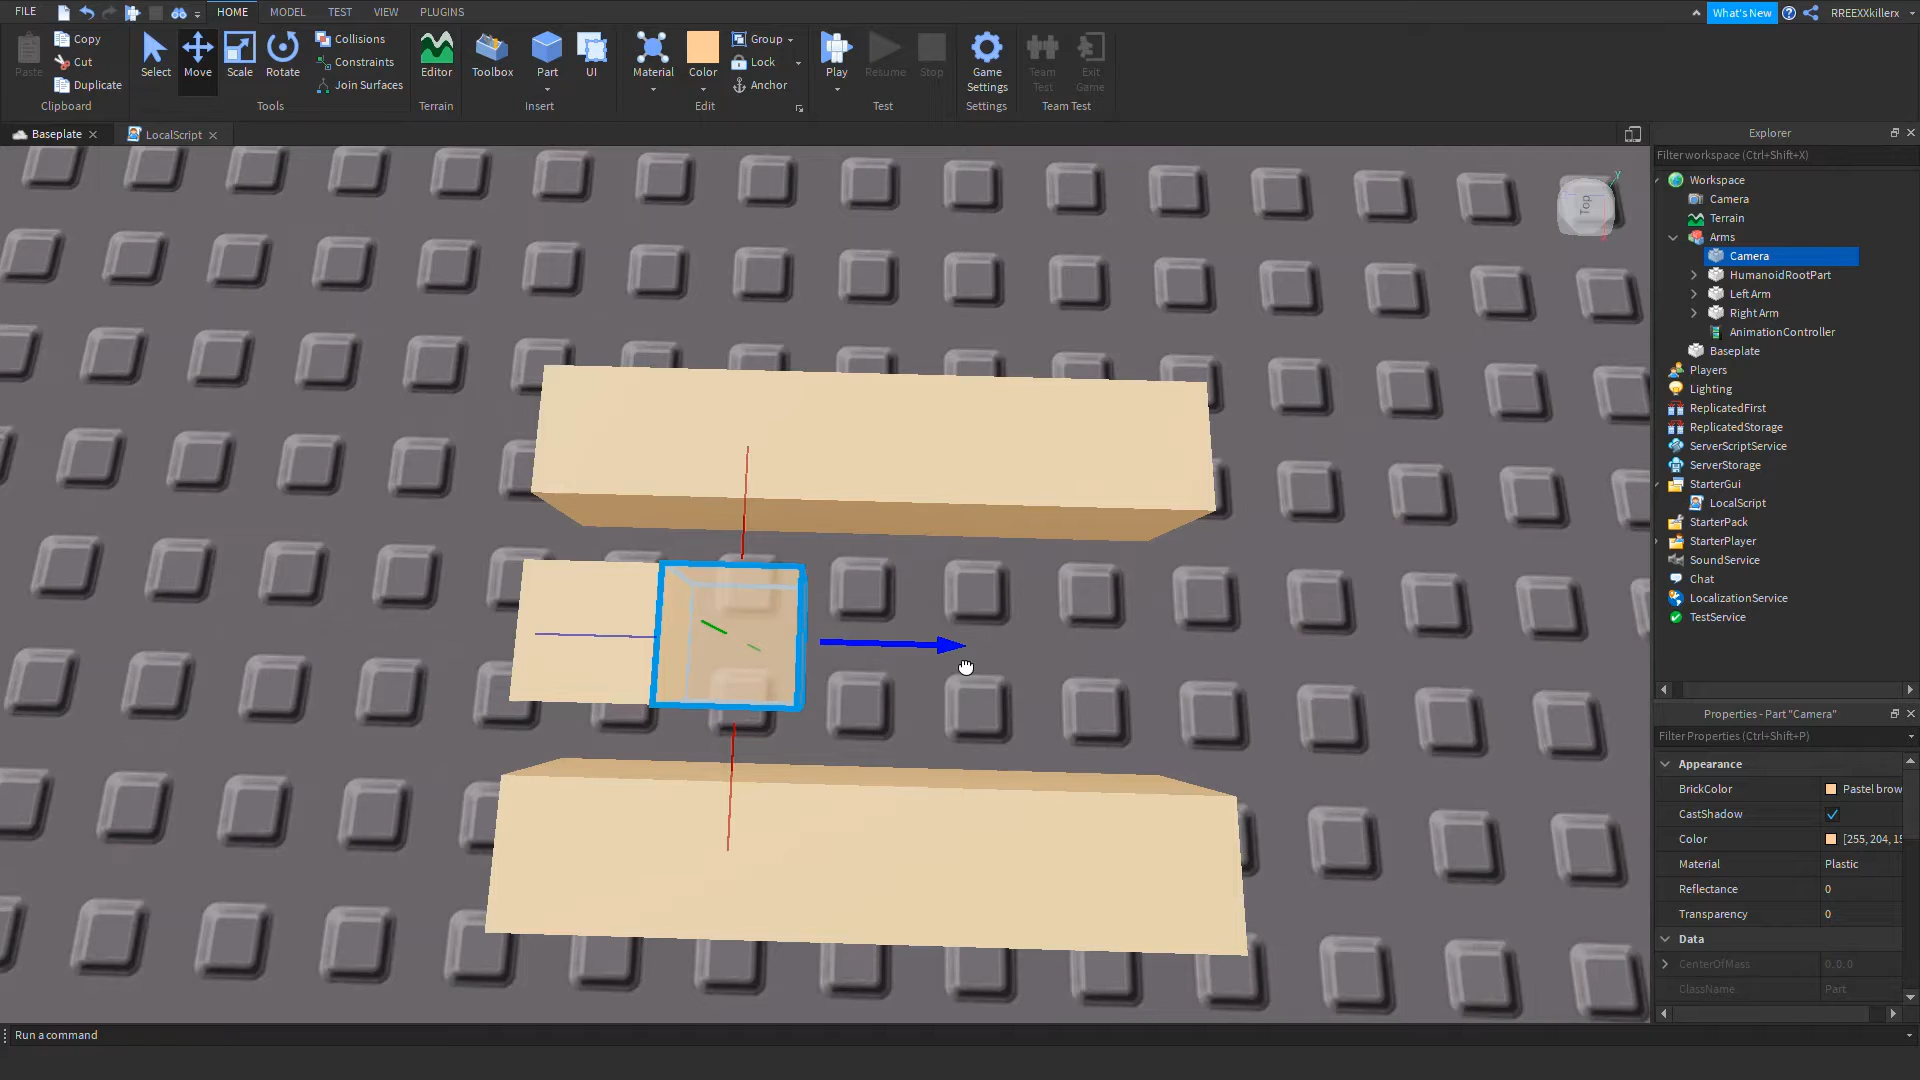 FILE HOME MODEL TEST VIEW PLUGINS What's New RREEXXkillerx
Paste Copy Cut Duplicate Select Move Scale Rotate Collisions Constraints Join Surfaces Editor Toolbox Part UI Material Color Group Lock Anchor Play Resume Stop Game Settings Team Test Exit Game
Clipboard Tools Terrain Insert Edit Test Settings Team Test
Baseplate LocalScript
Explorer
Filter workspace (Ctrl+Shift+X)
Workspace
Camera
Terrain
Arms
Camera
HumanoidRootPart
Left Arm
Right Arm
AnimationController
Baseplate
Players
Lighting
ReplicatedFirst
ReplicatedStorage
ServerScriptService
ServerStorage
StarterGui
LocalScript
StarterPack
StarterPlayer
SoundService
Chat
LocalizationService
TestService
Top
Y
Properties - Part "Camera"
Filter Properties (Ctrl+Shift+P)
Appearance
BrickColor Pastel brow
CastShadow
Color [255, 204, 15
Material Plastic
Reflectance 0
Transparency 0
Data
CenterOfMass 0,0,0
ClassName Part
Run a command